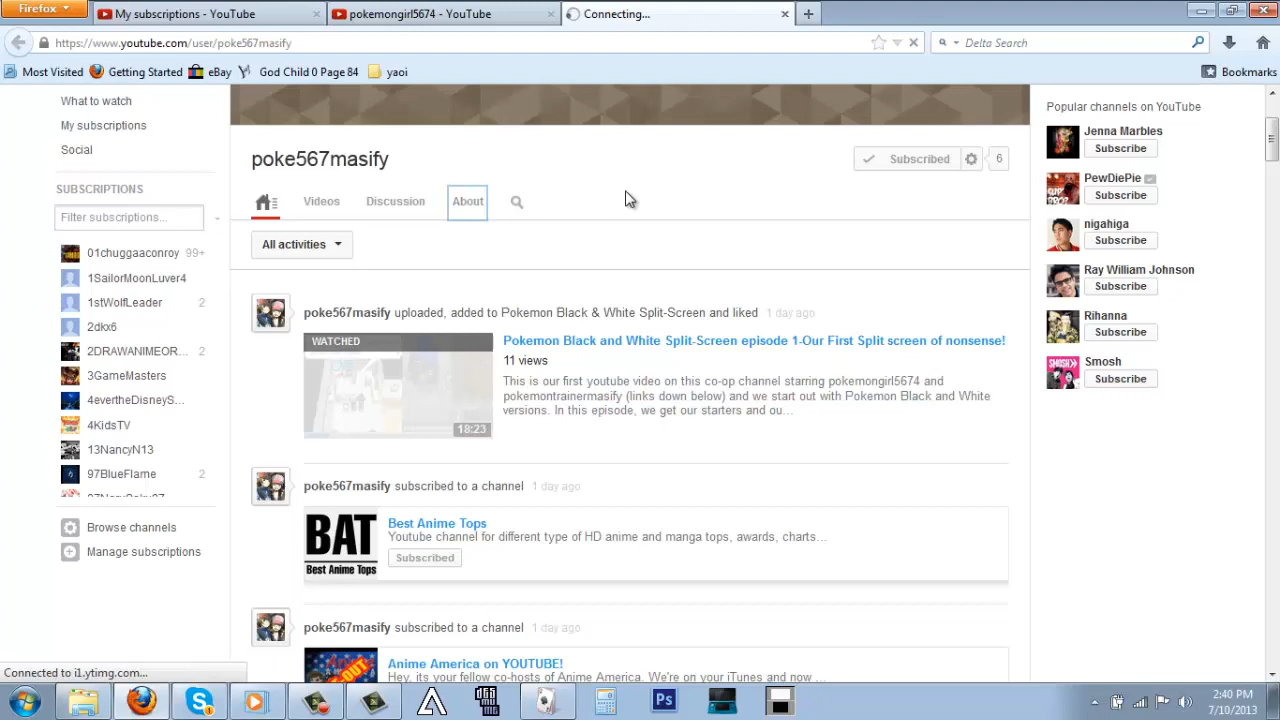 Firefox
My subscriptions - YouTube
pokemongirl5674 - YouTube
Connecting...
https://www.youtube.com/user/poke567masify
Delta Search
Most Visited
Getting Started
eBay
God Child 0 Page 84
yaoi
Bookmarks
What to watch
My subscriptions
Social
SUBSCRIPTIONS
Filter subscriptions...
01chuggaaconroy 99+
1SailorMoonLuver4
1stWolfLeader 2
2dkx6
2DRAWANIMEOR... 2
3GameMasters
4evertheDisneyS...
4KidsTV
13NancyN13
97BlueFlame 2
Browse channels
Manage subscriptions
poke567masify
Subscribed
6
Videos
Discussion
About
All activities
poke567masify uploaded, added to Pokemon Black & White Split-Screen and liked 1 day ago
WATCHED
18:23
Pokemon Black and White Split-Screen episode 1-Our First Split screen of nonsense!
11 views
This is our first youtube video on this co-op channel starring pokemongirl5674 and
pokemontrainermasify (links down below) and we start out with Pokemon Black and White
versions. In this episode, we get our starters and ou...
poke567masify subscribed to a channel 1 day ago
BAT
Best Anime Tops
Best Anime Tops
Youtube channel for different type of HD anime and manga tops, awards, charts...
Subscribed
poke567masify subscribed to a channel 1 day ago
Anime America on YOUTUBE!
Hey, its your fellow co-hosts of Anime America. We're on your iTunes and now ...
Popular channels on YouTube
Jenna Marbles
Subscribe
PewDiePie
Subscribe
nigahiga
Subscribe
Ray William Johnson
Subscribe
Rihanna
Subscribe
Smosh
Subscribe
Connected to i1.ytimg.com...
Ps
2:40 PM
7/10/2013